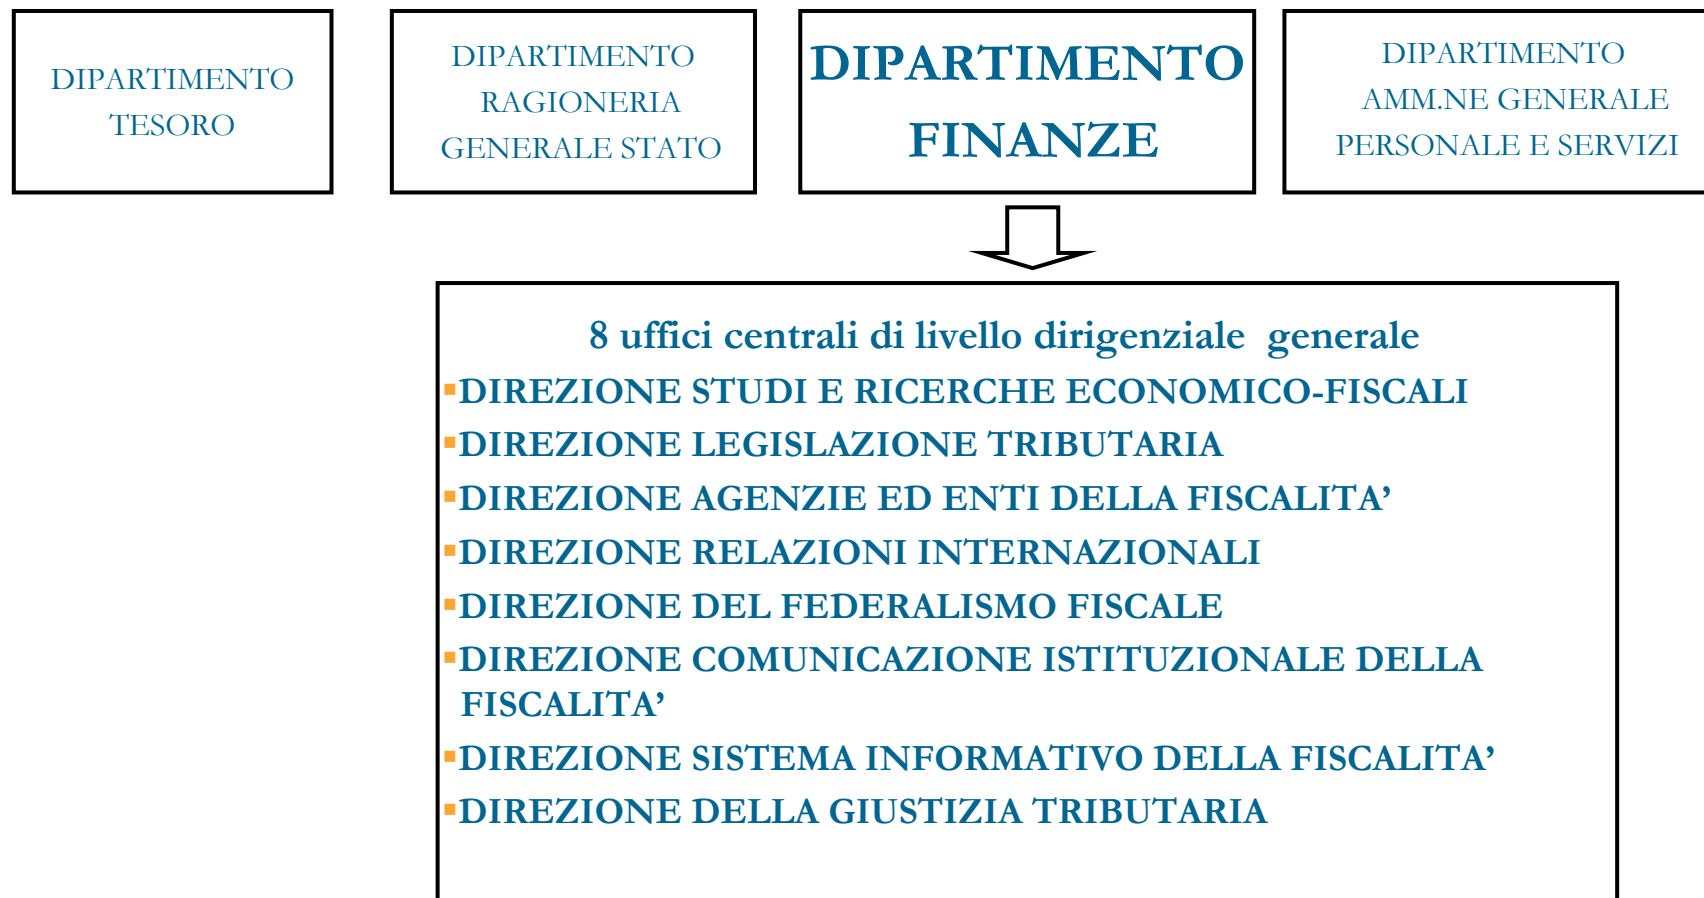 DIPARTIMENTO
TESORO
DIPARTIMENTO
RAGIONERIA
GENERALE STATO
DIPARTIMENTO
FINANZE
DIPARTIMENTO
AMM.NE GENERALE
PERSONALE E SERVIZI
8 uffici centrali di livello dirigenziale  generale
▪DIREZIONE STUDI E RICERCHE ECONOMICO-FISCALI
▪DIREZIONE LEGISLAZIONE TRIBUTARIA
▪DIREZIONE AGENZIE ED ENTI DELLA FISCALITA’
▪DIREZIONE RELAZIONI INTERNAZIONALI
▪DIREZIONE DEL FEDERALISMO FISCALE
▪DIREZIONE COMUNICAZIONE ISTITUZIONALE DELLA
FISCALITA’
▪DIREZIONE SISTEMA INFORMATIVO DELLA FISCALITA’
▪DIREZIONE DELLA GIUSTIZIA TRIBUTARIA